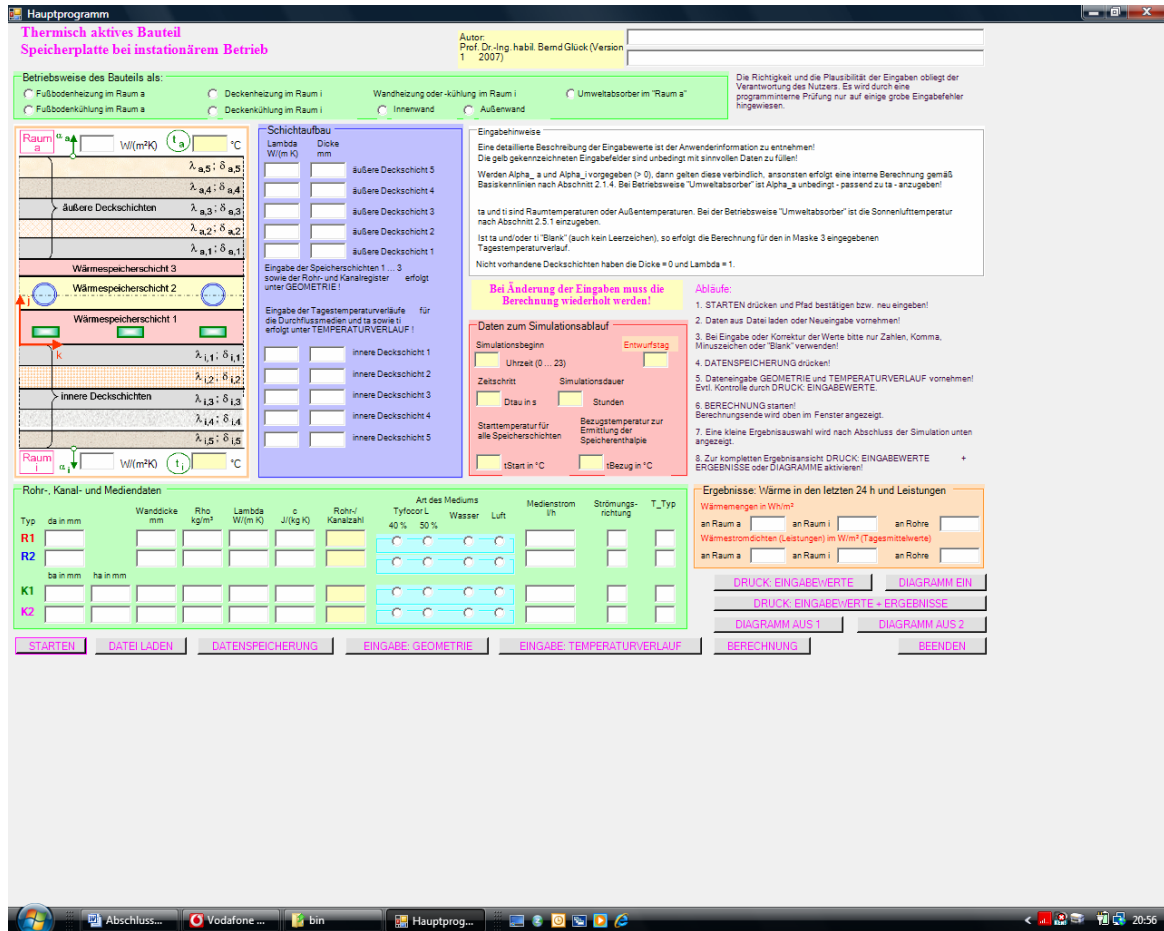 Hauptprogramm
Thermisch aktives Bauteil
Speicherplatte bei instationärem Betrieb
Autor:
Prof. Dr.-Ing. habil. Bernd Glück (Version
1 2007)
Betriebsweise des Bauteils als:
Fußbodenheizung im Raum a
Deckenheizung im Raum i
Wandheizung oder -kühlung im Raum i
Umweltabsorber im "Raum a"
Fußbodenkühlung im Raum a
Deckenkühlung im Raum i
Innenwand
Außenwand
Die Richtigkeit und die Plausibilität der Eingaben obliegt der
Verantwortung des Nutzers. Es wird durch eine
programminterne Prüfung nur auf einige grobe Eingabefehler
hingewiesen.
Raum a
α a
W/(m²K)
t a
°C
λ a,5 ; δ a,5
λ a,4 ; δ a,4
äußere Deckschichten
λ a,3 ; δ a,3
λ a,2 ; δ a,2
λ a,1 ; δ a,1
Wärmespeicherschicht 3
Wärmespeicherschicht 2
i
Wärmespeicherschicht 1
k
λ i,1 ; δ i,1
λ i,2 ; δ i,2
innere Deckschichten
λ i,3 ; δ i,3
λ i,4 ; δ i,4
λ i,5 ; δ i,5
Raum i
α i
W/(m²K)
t i
°C
Schichtaufbau
Lambda Dicke
W/(m K) mm
äußere Deckschicht 5
äußere Deckschicht 4
äußere Deckschicht 3
äußere Deckschicht 2
äußere Deckschicht 1
Eingabe der Speicherschichten 1 ... 3
sowie der Rohr- und Kanalregister erfolgt
unter GEOMETRIE !
Eingabe der Tagestemperaturverläufe für
die Durchflussmedien und ta sowie ti
erfolgt unter TEMPERATURVERLAUF !
innere Deckschicht 1
innere Deckschicht 2
innere Deckschicht 3
innere Deckschicht 4
innere Deckschicht 5
Eingabehinweise
Eine detaillierte Beschreibung der Eingabewerte ist der Anwenderinformation zu entnehmen!
Die gelb gekennzeichneten Eingabefelder sind unbedingt mit sinnvollen Daten zu füllen!
Werden Alpha_a und Alpha_i vorgegeben (> 0), dann gelten diese verbindlich, ansonsten erfolgt eine interne Berechnung gemäß
Basiskennlinien nach Abschnitt 2.1.4. Bei Betriebsweise "Umweltabsorber" ist Alpha_a unbedingt - passend zu ta - anzugeben!
ta und ti sind Raumtemperaturen oder Außentemperaturen. Bei der Betriebsweise "Umweltabsorber" ist die Sonnenlufttemperatur
nach Abschnitt 2.5.1 einzugeben.
Ist ta und/oder ti "Blank" (auch kein Leerzeichen), so erfolgt die Berechnung für den in Maske 3 eingegebenen
Tagestemperaturverlauf.
Nicht vorhandene Deckschichten haben die Dicke = 0 und Lambda = 1.
Bei Änderung der Eingaben muss die
Berechnung wiederholt werden!
Daten zum Simulationsablauf
Simulationsbeginn
Entwurfstag
Uhrzeit (0 ... 23)
Zeitschritt
Simulationsdauer
Dtau in s
Stunden
Starttemperatur für
alle Speicherschichten
Bezugstemperatur zur
Ermittlung der
Speicherenthalpie
tStart in °C
tBezug in °C
Abläufe:
1. STARTEN drücken und Pfad bestätigen bzw. neu eingeben!
2. Daten aus Datei laden oder Neueingabe vornehmen!
3. Bei Eingabe oder Korrektur der Werte bitte nur Zahlen, Komma,
Minuszeichen oder "Blank" verwenden!
4. DATENSPEICHERUNG drücken!
5. Dateneingabe GEOMETRIE und TEMPERATURVERLAUF vornehmen!
Evtl. Kontrolle durch DRUCK: EINGABEWERTE.
6. BERECHNUNG starten!
Berechnungsende wird oben im Fenster angezeigt.
7. Eine kleine Ergebnisauswahl wird nach Abschluss der Simulation unten
angezeigt.
8. Zur kompletten Ergebnisansicht DRUCK: EINGABEWERTE +
ERGEBNISSE oder DIAGRAMME aktivieren!
Rohr-, Kanal- und Mediendaten
Typ da in mm
Wanddicke mm
Rho kg/m³
Lambda W/(m K)
c J/(kg K)
Rohr-/ Kanalzahl
Art des Mediums
Tyfocor L Wasser Luft
40 % 50 %
Medienstrom l/h
Strömungs- richtung
T_Typ
R1
R2
ba in mm ha in mm
K1
K2
Ergebnisse: Wärme in den letzten 24 h und Leistungen
Wärmemengen in Wh/m²
an Raum a an Raum i an Rohre
Wärmestromdichten (Leistungen) im W/m² (Tagesmittelwerte)
an Raum a an Raum i an Rohre
DRUCK: EINGABEWERTE
DIAGRAMM EIN
DRUCK: EINGABEWERTE + ERGEBNISSE
DIAGRAMM AUS 1
DIAGRAMM AUS 2
STARTEN
DATEI LADEN
DATENSPEICHERUNG
EINGABE: GEOMETRIE
EINGABE: TEMPERATURVERLAUF
BERECHNUNG
BEENDEN
Abschluss...
Vodafone ...
bin
Hauptprog...
20:56